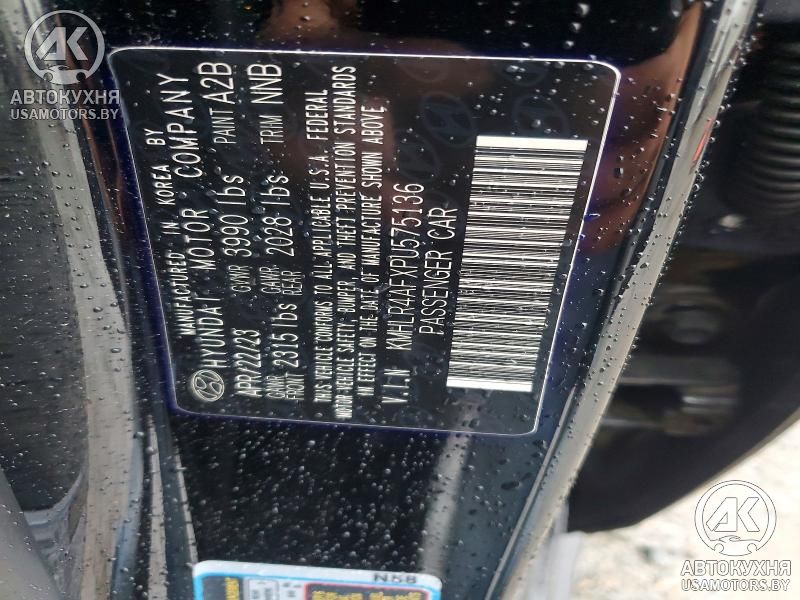 MANUFACTURED IN KOREA BY
HYUNDAI MOTOR COMPANY
APR/22/23 GVWR 3990 lbs PAINT A2B
GAWR FRONT 2315 lbs GAWR REAR 2028 lbs TRIM NNB
THIS VEHICLE CONFORMS TO ALL APPLICABLE U.S.A. FEDERAL
MOTOR VEHICLE SAFETY, BUMPER, AND THEFT PREVENTION STANDARDS
IN EFFECT ON THE DATE OF MANUFACTURE SHOWN ABOVE
V.I.N KMHLR4AFXPU575136
PASSENGER CAR
N58
АК
АВТОКУХНЯ
USAMOTORS.BY
АК
АВТОКУХНЯ
USAMOTORS.BY